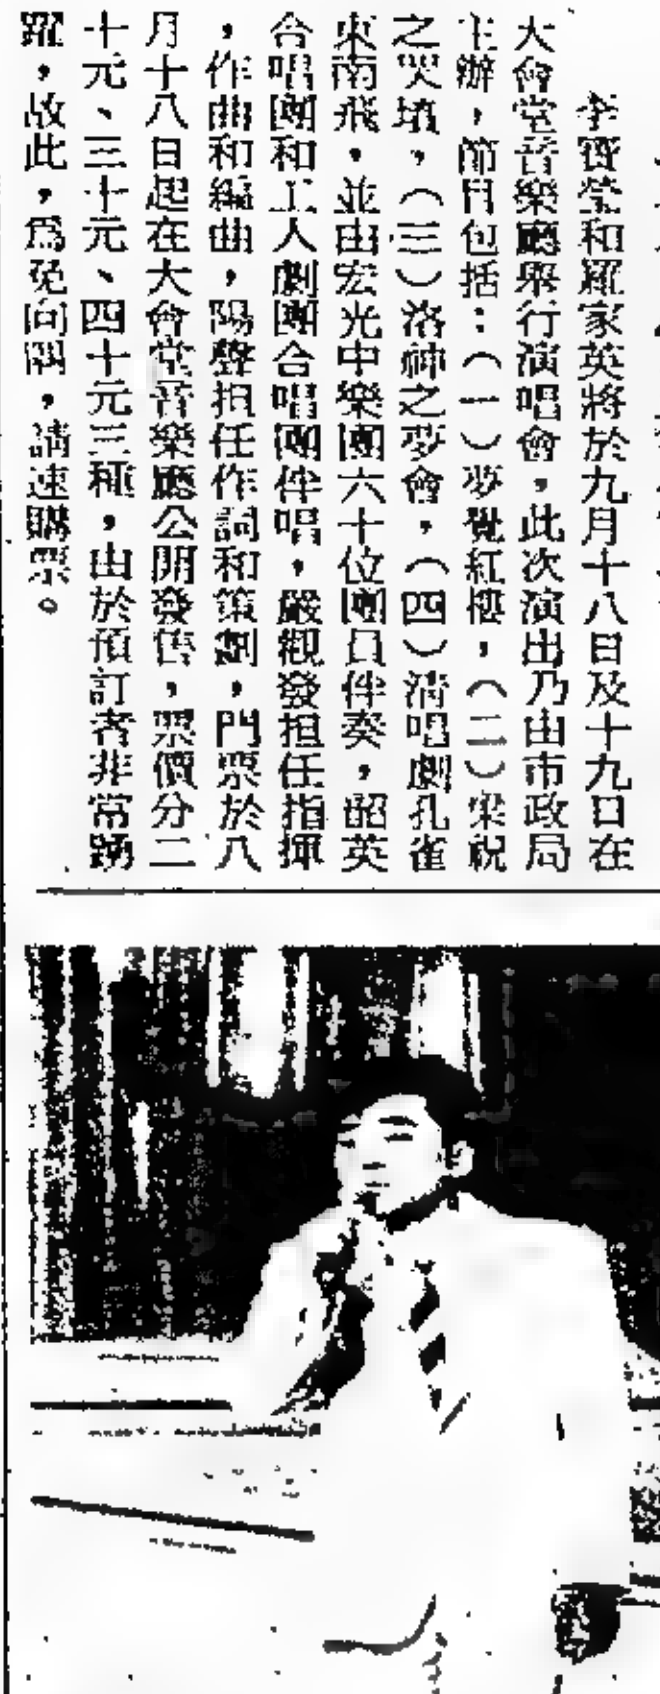 李寶瑩和羅家英將於九月十八日及十九日在
大會堂音樂廳舉行演唱會，此次演出乃由市政局
主辦，節目包括：（一）夢覺紅樓，（二）梁祝
之哭墳，（三）洛神之夢會，（四）清唱劇孔雀
東南飛，並由宏光中樂團六十位團員伴奏，韶英
合唱團和工人劇團合唱團伴唱，嚴觀發担任指揮
，作曲和編曲，陽聲担任作詞和策劃，門票於八
月十八日起在大會堂音樂廳公開發售，票價分二
十元、三十元、四十元三種，由於預訂者非常踴
躍，故此，爲免向隅，請速購票。